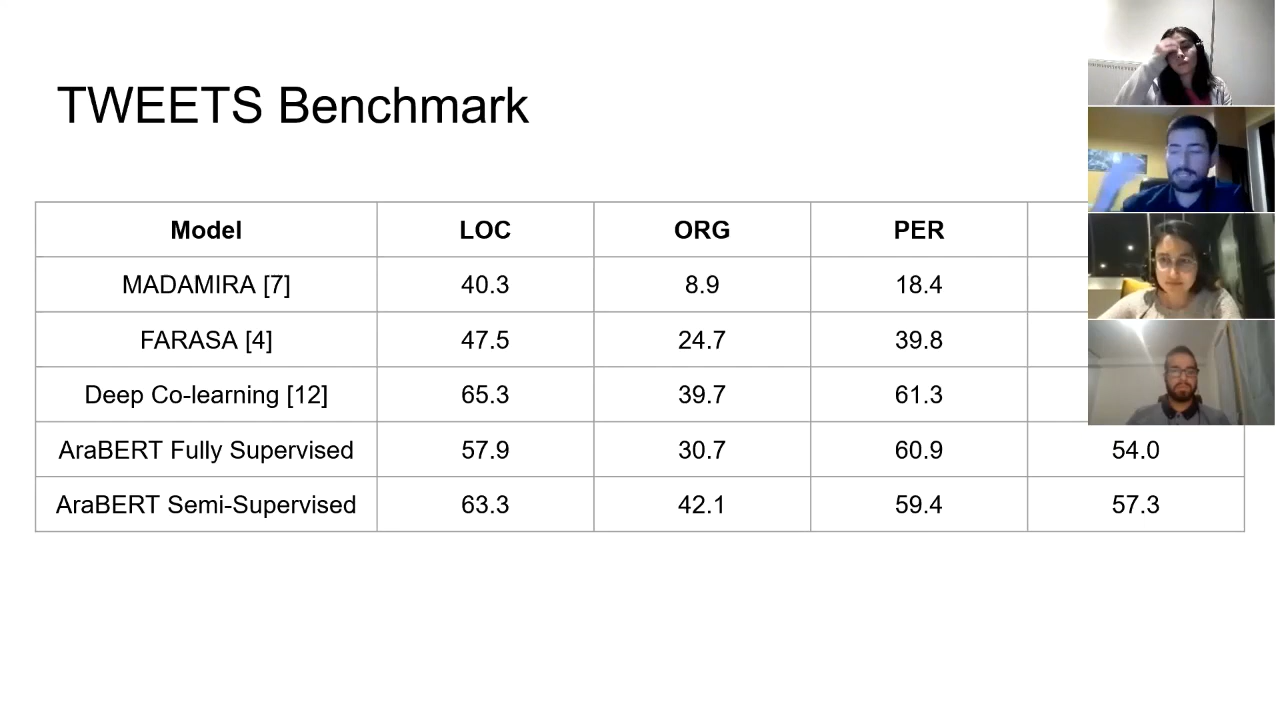 TWEETS Benchmark
Model LOC ORG PER
MADAMIRA [7] 40.3 8.9 18.4
FARASA [4] 47.5 24.7 39.8
Deep Co-learning [12] 65.3 39.7 61.3
AraBERT Fully Supervised 57.9 30.7 60.9 54.0
AraBERT Semi-Supervised 63.3 42.1 59.4 57.3